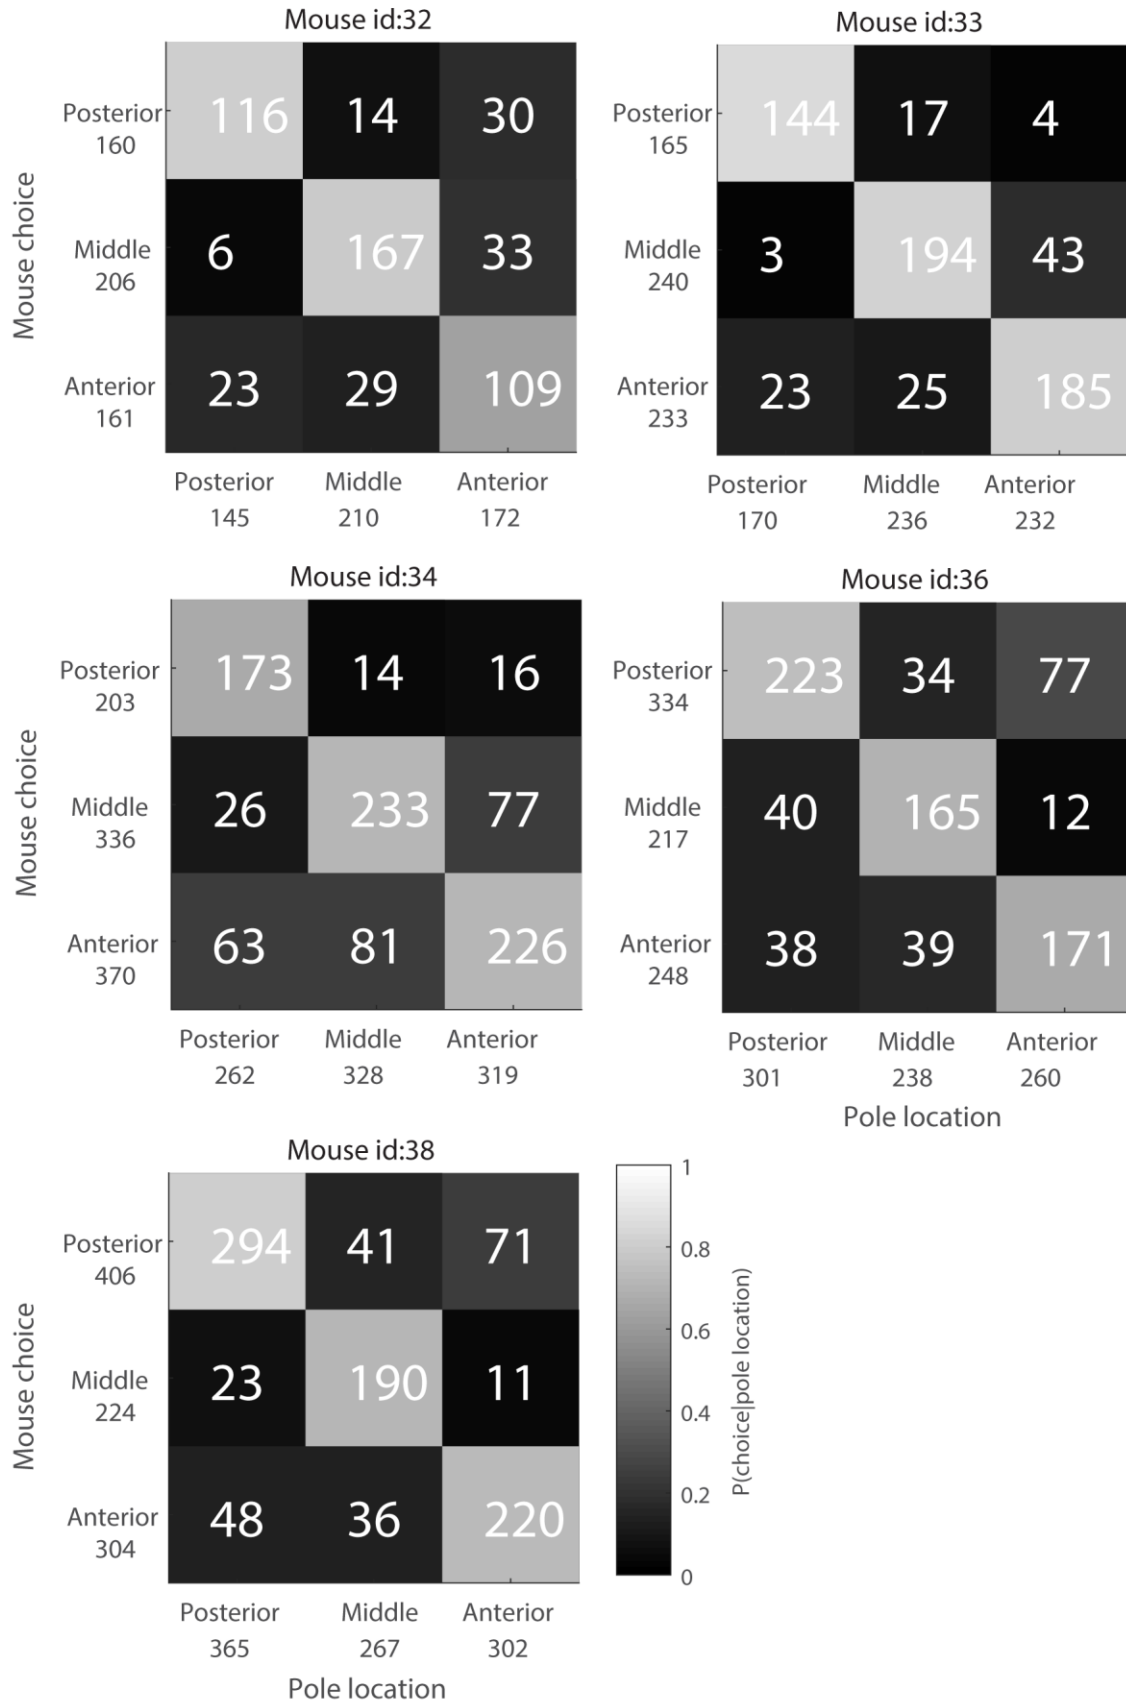 Mouse id:32
Posterior 116 14 30
160
Middle 6 167 33
206
Anterior 23 29 109
161
Posterior Middle Anterior
145 210 172
Mouse choice
Mouse id:33
Posterior 144 17 4
165
Middle 3 194 43
240
Anterior 23 25 185
233
Posterior Middle Anterior
170 236 232
Mouse id:34
Posterior 173 14 16
203
Middle 26 233 77
336
Anterior 63 81 226
370
Posterior Middle Anterior
262 328 319
Mouse choice
Mouse id:36
Posterior 223 34 77
334
Middle 40 165 12
217
Anterior 38 39 171
248
Posterior Middle Anterior
301 238 260
Pole location
Mouse id:38
Posterior 294 41 71
406
Middle 23 190 11
224
Anterior 48 36 220
304
Posterior Middle Anterior
365 267 302
Pole location
Mouse choice
1
0.8
0.6
0.4
0.2
0
P(choice|pole location)